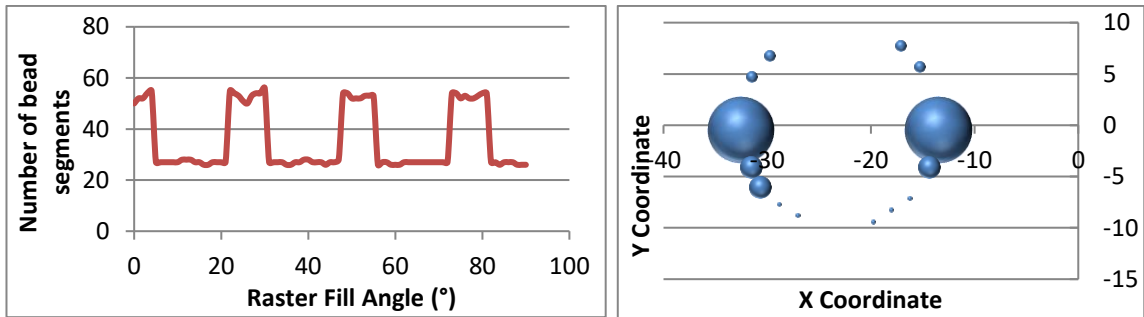 80
60
40
20
0
0 20 40 60 80 100
Number of bead
segments
Raster Fill Angle (°)
10
5
0
-5
-10
-15
-40 -30 -20 -10 0
Y Coordinate
X Coordinate